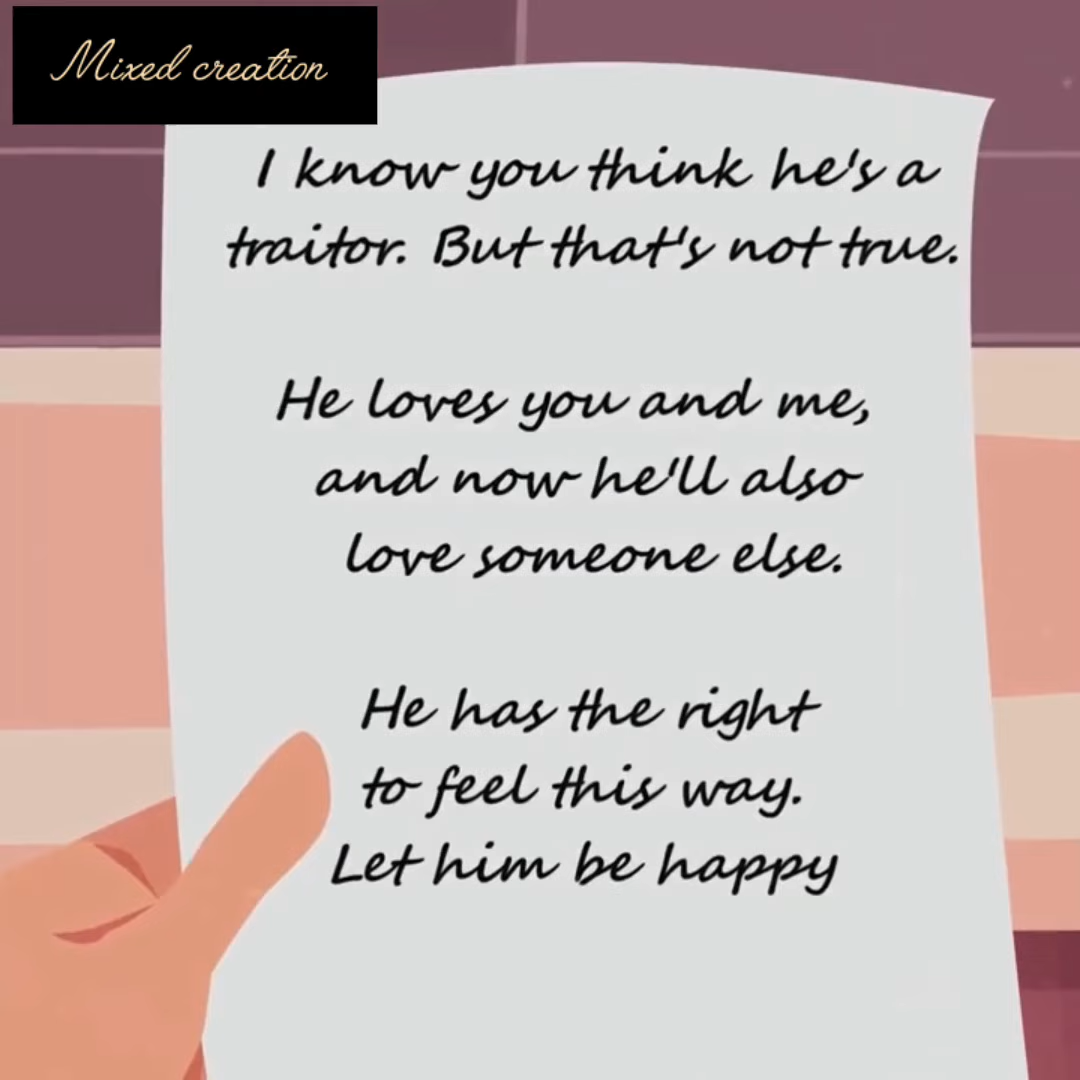 Mixed creation
I know you think he's a
traitor. But that's not true.
He loves you and me,
and now he'll also
love someone else.
He has the right
to feel this way.
Let him be happy